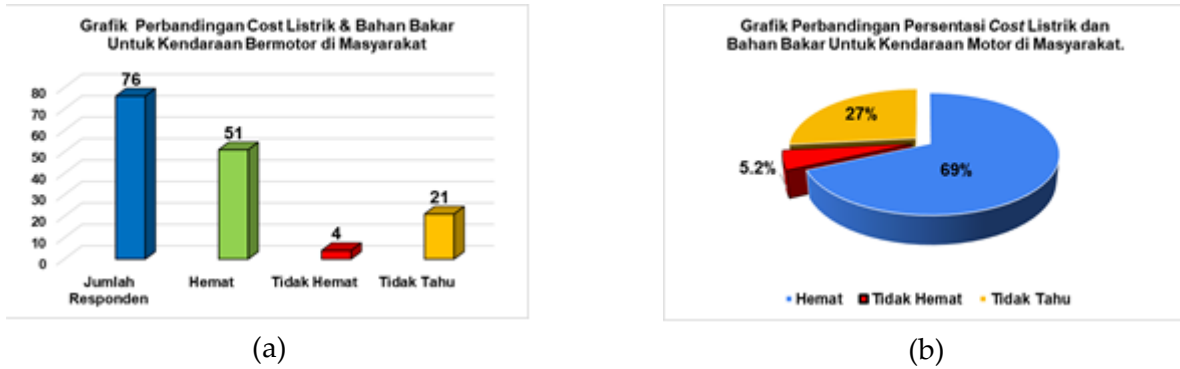 Grafik Perbandingan Cost Listrik & Bahan Bakar
Untuk Kendaraan Bermotor di Masyarakat
76
51
4
21
80
70
60
50
40
30
20
10
0
Jumlah
Responden
Hemat
Tidak Hemat
Tidak Tahu
(a)
Grafik Perbandingan Persentasi Cost Listrik dan
Bahan Bakar Untuk Kendaraan Motor di Masyarakat.
27%
5.2%
69%
Hemat
Tidak Hemat
Tidak Tahu
(b)